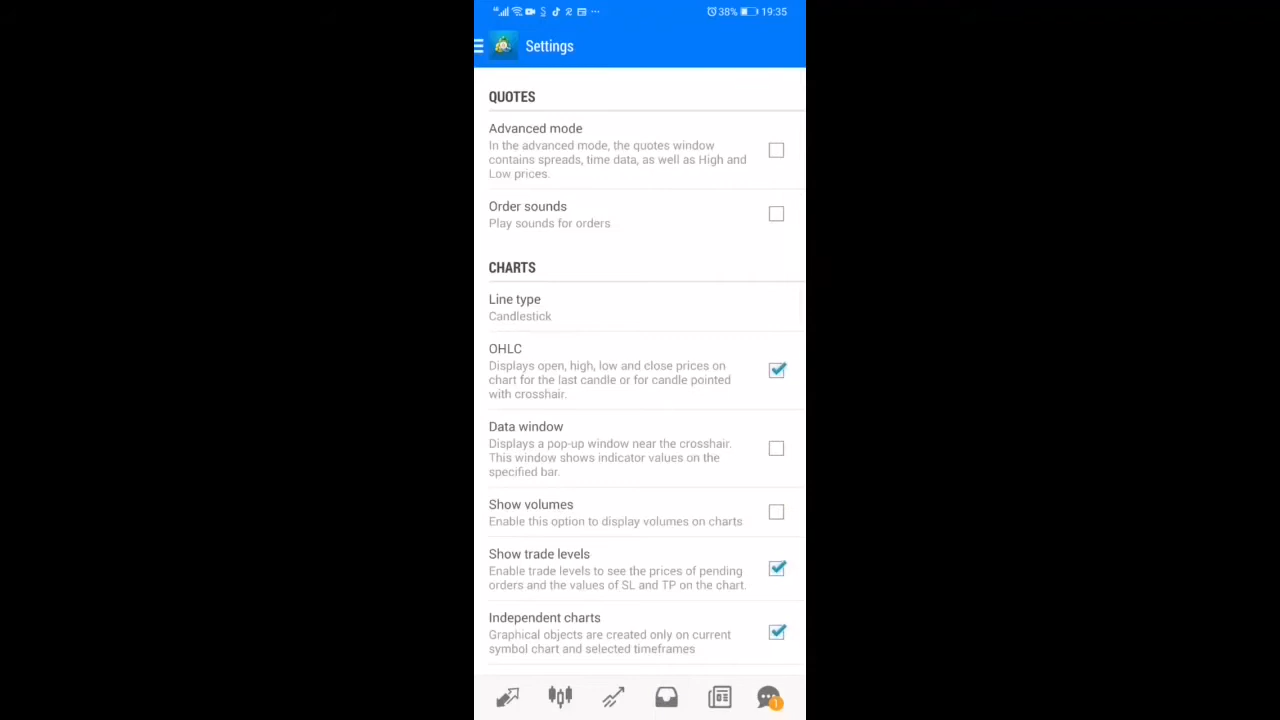 38% 19:35
Settings
QUOTES
Advanced mode
In the advanced mode, the quotes window
contains spreads, time data, as well as High and
Low prices.
Order sounds
Play sounds for orders
CHARTS
Line type
Candlestick
OHLC
Displays open, high, low and close prices on
chart for the last candle or for candle pointed
with crosshair.
Data window
Displays a pop-up window near the crosshair.
This window shows indicator values on the
specified bar.
Show volumes
Enable this option to display volumes on charts
Show trade levels
Enable trade levels to see the prices of pending
orders and the values of SL and TP on the chart.
Independent charts
Graphical objects are created only on current
symbol chart and selected timeframes
1